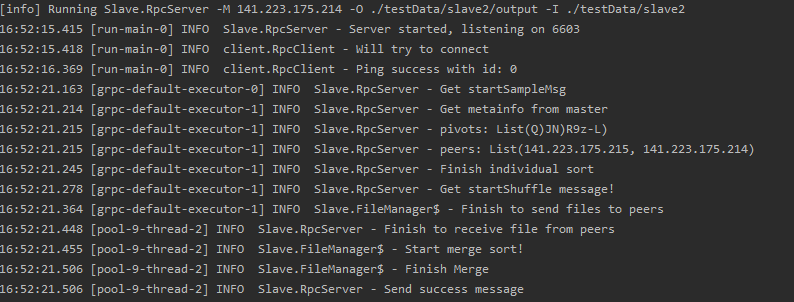 [info] Running Slave.RpcServer -M 141.223.175.214 -O ./testData/slave2/output -I ./testData/slave2
16:52:15.415 [run-main-0] INFO  Slave.RpcServer - Server started, listening on 6603
16:52:15.418 [run-main-0] INFO  client.RpcClient - Will try to connect
16:52:16.369 [run-main-0] INFO  client.RpcClient - Ping success with id: 0
16:52:21.163 [grpc-default-executor-0] INFO  Slave.RpcServer - Get startSampleMsg
16:52:21.214 [grpc-default-executor-1] INFO  Slave.RpcServer - Get metainfo from master
16:52:21.215 [grpc-default-executor-1] INFO  Slave.RpcServer - pivots: List(Q)JN)R9z-L)
16:52:21.215 [grpc-default-executor-1] INFO  Slave.RpcServer - peers: List(141.223.175.215, 141.223.175.214)
16:52:21.245 [grpc-default-executor-1] INFO  Slave.RpcServer - Finish individual sort
16:52:21.278 [grpc-default-executor-1] INFO  Slave.RpcServer - Get startShuffle message!
16:52:21.364 [grpc-default-executor-1] INFO  Slave.FileManager$ - Finish to send files to peers
16:52:21.448 [pool-9-thread-2] INFO  Slave.RpcServer - Finish to receive file from peers
16:52:21.455 [pool-9-thread-2] INFO  Slave.FileManager$ - Start merge sort!
16:52:21.506 [pool-9-thread-2] INFO  Slave.FileManager$ - Finish Merge
16:52:21.506 [pool-9-thread-2] INFO  Slave.RpcServer - Send success message